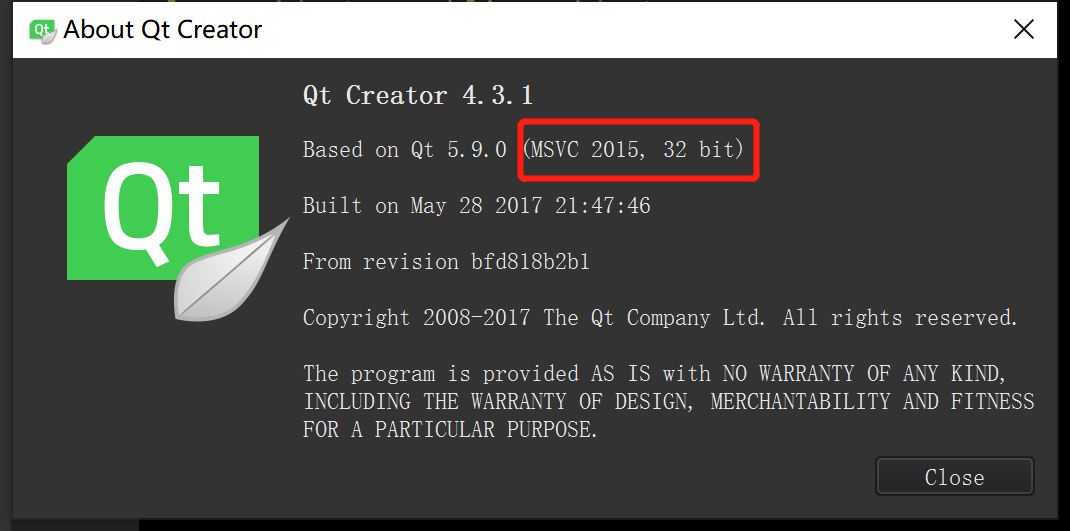 Qt About Qt Creator
Qt Creator 4.3.1
Based on Qt 5.9.0 (MSVC 2015, 32 bit)
Qt
Built on May 28 2017 21:47:46
From revision bfd818b2b1
Copyright 2008-2017 The Qt Company Ltd. All rights reserved.
The program is provided AS IS with NO WARRANTY OF ANY KIND,
INCLUDING THE WARRANTY OF DESIGN, MERCHANTABILITY AND FITNESS
FOR A PARTICULAR PURPOSE.
Close